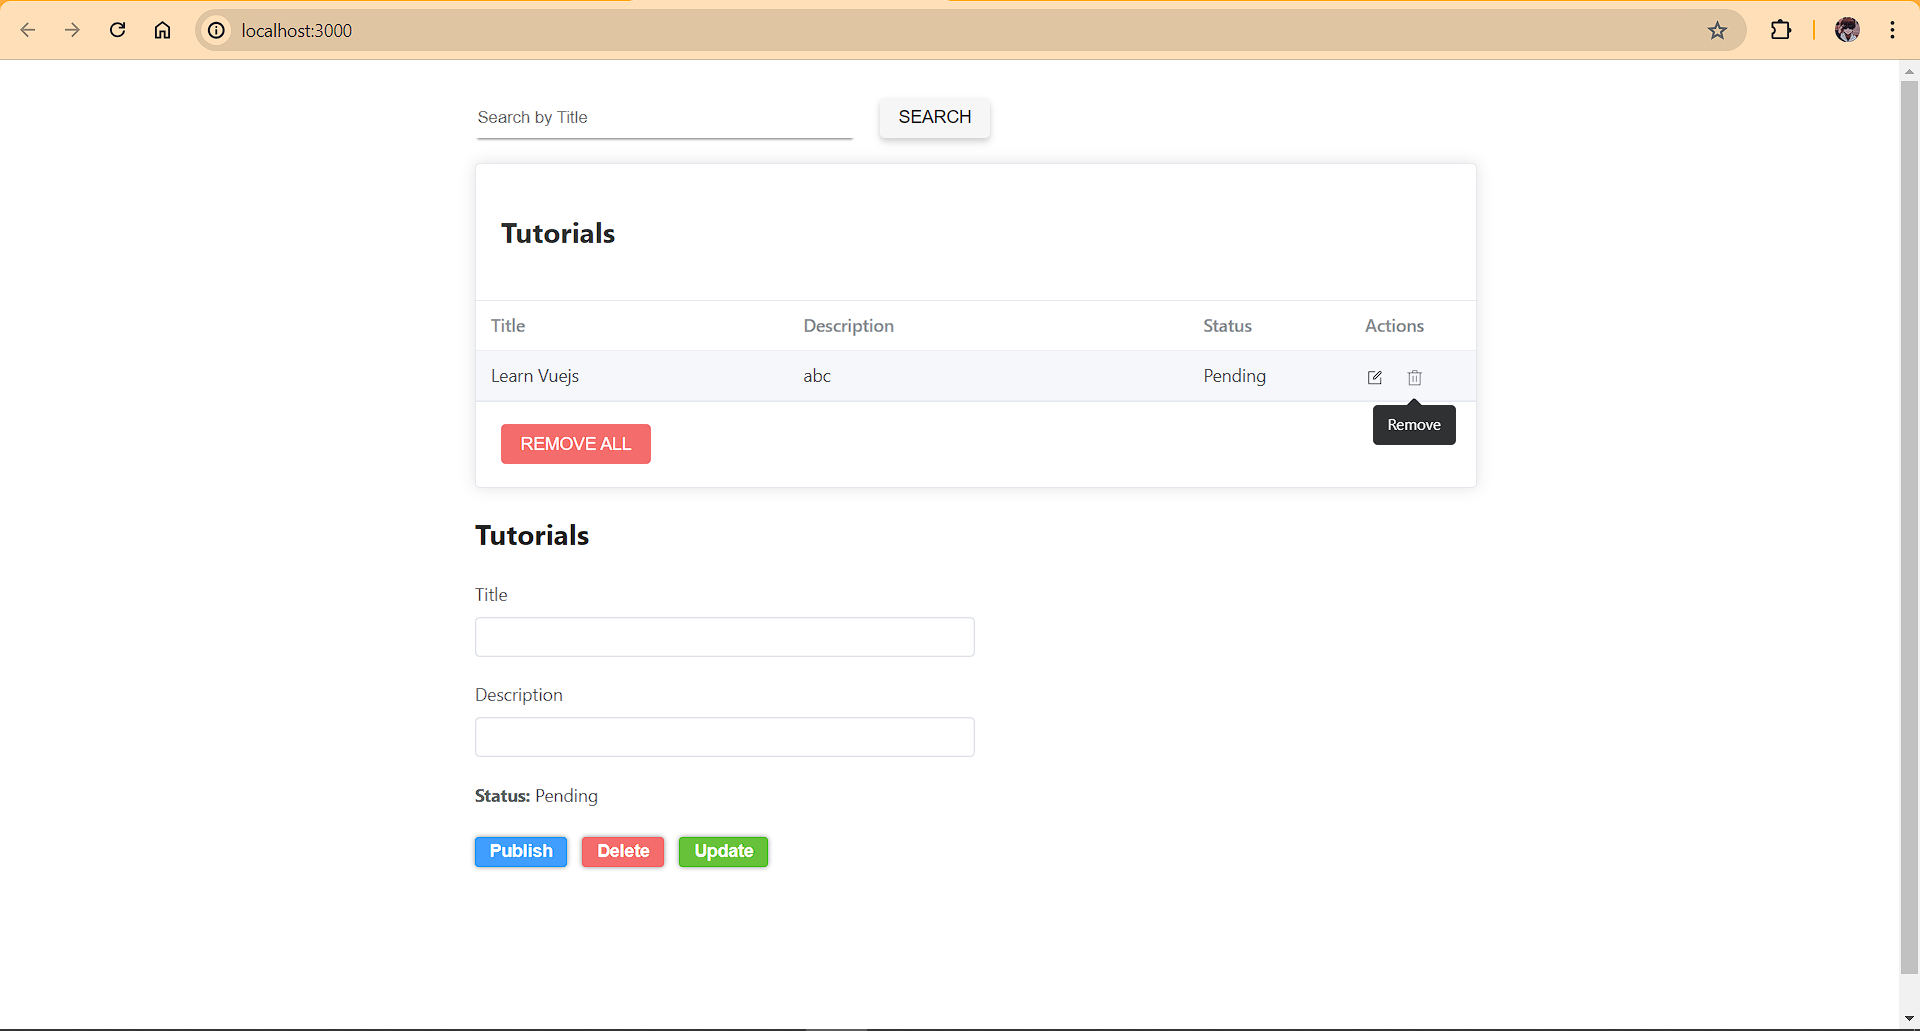 localhost:3000
Search by Title SEARCH
Tutorials
Title Description Status Actions
Learn Vuejs abc Pending
Remove
REMOVE ALL
Tutorials
Title
Description
Status: Pending
Publish Delete Update